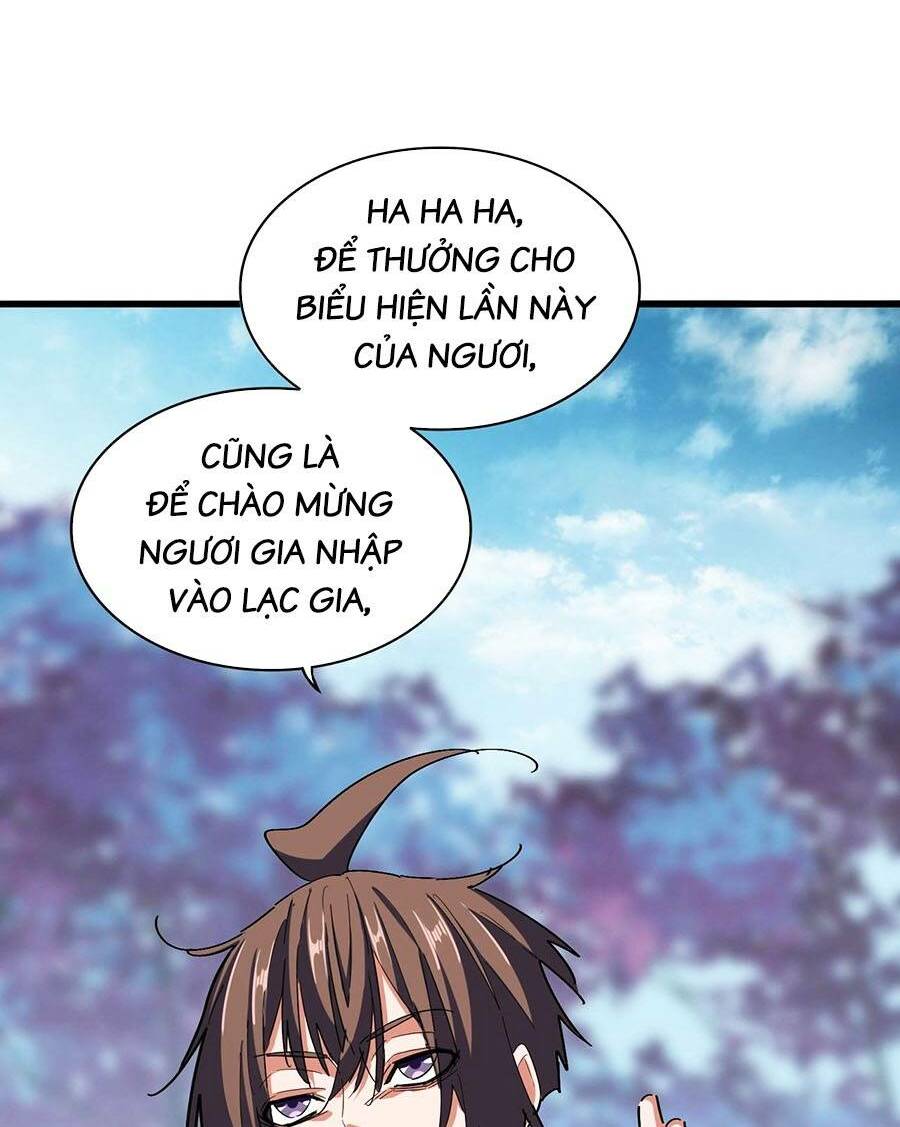 HA HA HA,
ĐỂ THƯỞNG CHO
BIỂU HIỆN LẦN NÀY
CỦA NGƯƠI,
CŨNG LÀ
ĐỂ CHÀO MỪNG
NGƯƠI GIA NHẬP
VÀO LẠC GIA,